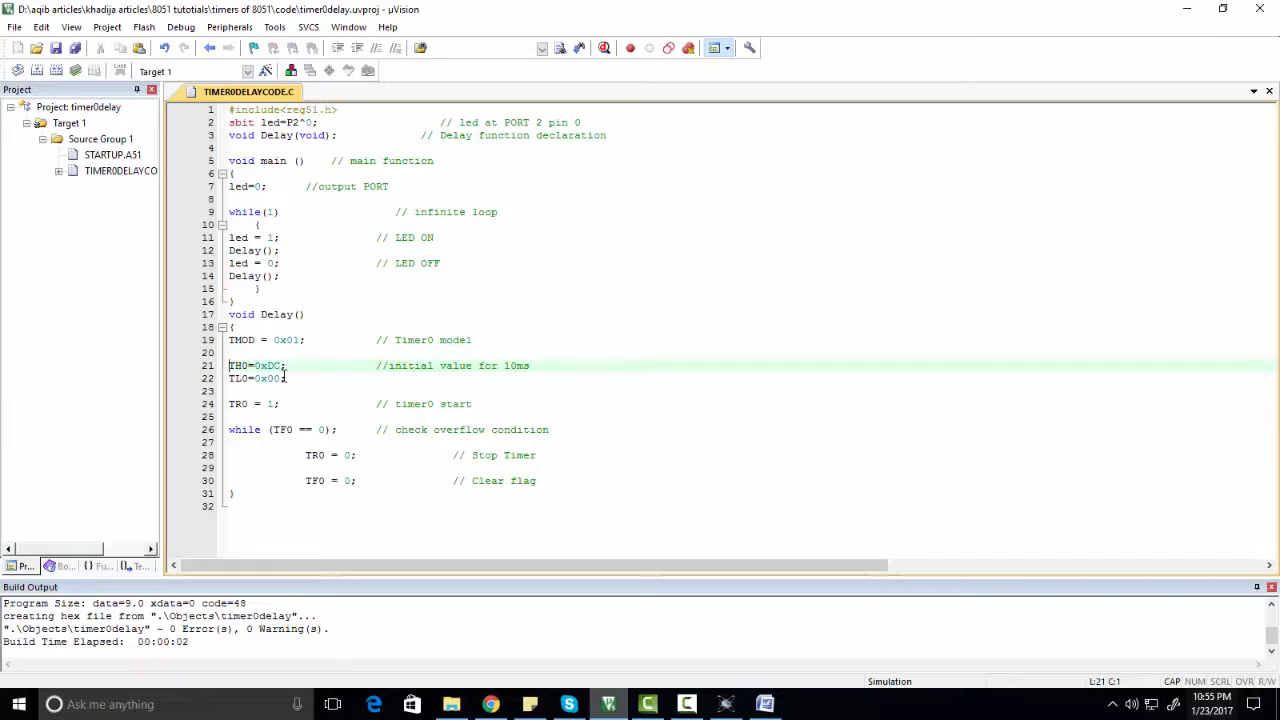 D:\aqib articles\khadija articles\8051 tutorials\timers of 8051\code\timer0delay.uvproj - µVision
File Edit View Project Flash Debug Peripherals Tools SVCS Window Help
Target 1
Project
TIMER0DELAYCODE.C
Project: timer0delay
Target 1
Source Group 1
STARTUP.A51
TIMER0DELAYCO
1 #include<reg51.h>
2 sbit led=P2^0; // led at PORT 2 pin 0
3 void Delay(void); // Delay function declaration
4
5 void main () // main function
6 {
7 led=0; //output PORT
8
9 while(1) // infinite loop
10 {
11 led = 1; // LED ON
12 Delay();
13 led = 0; // LED OFF
14 Delay();
15 }
16 }
17 void Delay()
18 {
19 TMOD = 0x01; // Timer0 mode1
20
21 TH0=0xDC; //initial value for 10ms
22 TL0=0x00;
23
24 TR0 = 1; // timer0 start
25
26 while (TF0 == 0); // check overflow condition
27
28 TR0 = 0; // Stop Timer
29
30 TF0 = 0; // Clear flag
31 }
32
Pr... Bo... {} Fu... Te...
Build Output
Program Size: data=9.0 xdata=0 code=48
creating hex file from ".\Objects\timer0delay"...
".\Objects\timer0delay" - 0 Error(s), 0 Warning(s).
Build Time Elapsed: 00:00:02
Simulation L:21 C:1 CAP NUM SCRL OVR R/W
Ask me anything
10:55 PM
1/23/2017